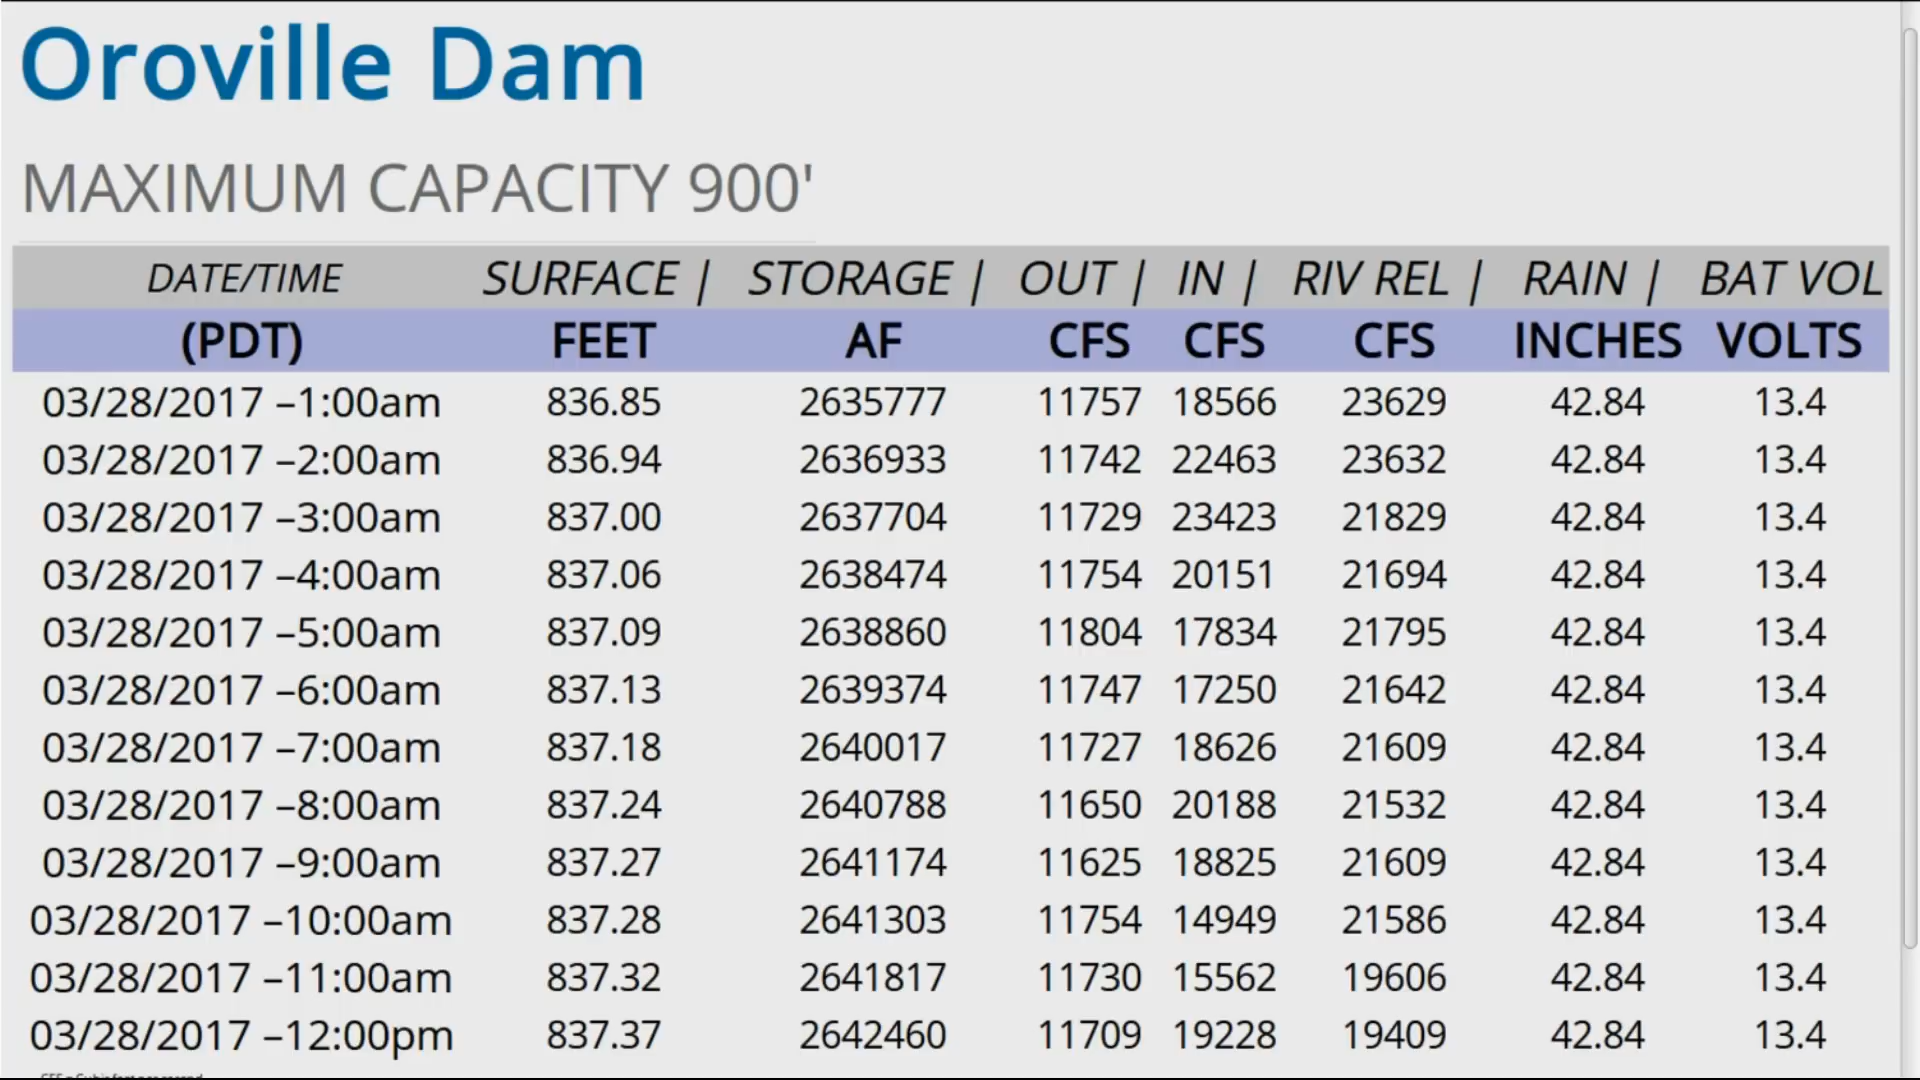 Oroville Dam
MAXIMUM CAPACITY 900'
DATE/TIME SURFACE | STORAGE | OUT | IN | RIV REL | RAIN | BAT VOL
(PDT) FEET AF CFS CFS CFS INCHES VOLTS
03/28/2017 –1:00am 836.85 2635777 11757 18566 23629 42.84 13.4
03/28/2017 –2:00am 836.94 2636933 11742 22463 23632 42.84 13.4
03/28/2017 –3:00am 837.00 2637704 11729 23423 21829 42.84 13.4
03/28/2017 –4:00am 837.06 2638474 11754 20151 21694 42.84 13.4
03/28/2017 –5:00am 837.09 2638860 11804 17834 21795 42.84 13.4
03/28/2017 –6:00am 837.13 2639374 11747 17250 21642 42.84 13.4
03/28/2017 –7:00am 837.18 2640017 11727 18626 21609 42.84 13.4
03/28/2017 –8:00am 837.24 2640788 11650 20188 21532 42.84 13.4
03/28/2017 –9:00am 837.27 2641174 11625 18825 21609 42.84 13.4
03/28/2017 –10:00am 837.28 2641303 11754 14949 21586 42.84 13.4
03/28/2017 –11:00am 837.32 2641817 11730 15562 19606 42.84 13.4
03/28/2017 –12:00pm 837.37 2642460 11709 19228 19409 42.84 13.4